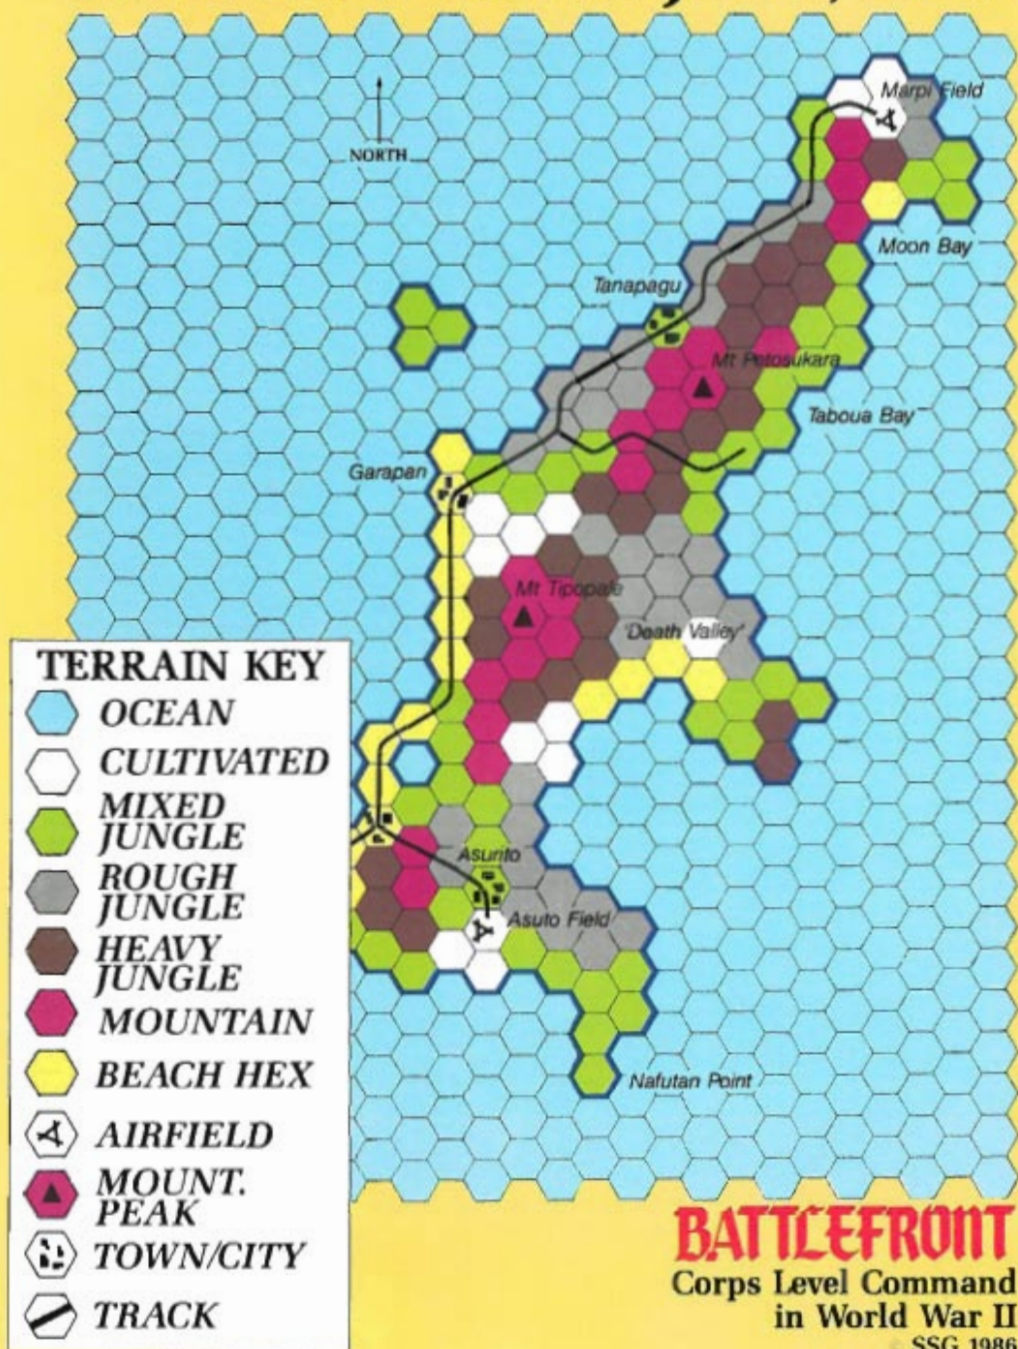 Marpi Field
NORTH
Moon Bay
Tanapagu
Mt Petosukara
Taboua Bay
Garapan
Mt Tipopale
'Death Valley'
TERRAIN KEY
OCEAN
CULTIVATED
MIXED
JUNGLE
ROUGH
JUNGLE
HEAVY
JUNGLE
MOUNTAIN
BEACH HEX
AIRFIELD
MOUNT.
PEAK
TOWN/CITY
TRACK
Asunto
Asuto Field
Nafutan Point
BATTLEFRONT
Corps Level Command
in World War II
© SSG 1986